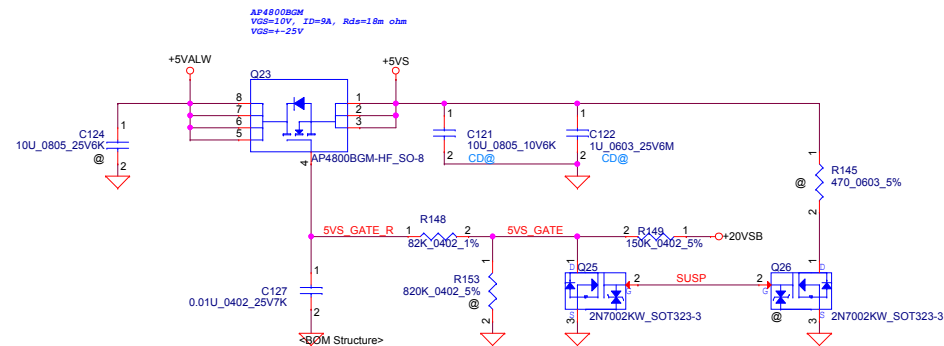 AP4800BGM
VGS=10V, ID=9A, Rds=18m ohm
VGS=+-25V
+5VALW
+5VS
Q23
8
7
6
5
1
2
3
4
AP4800BGM-HF_SO-8
1
C124
10U_0805_25V6K
@
2
1
C121
10U_0805_10V6K
2
CD@
1
C122
1U_0603_25V6M
2
CD@
1
R145
470_0603_5%
@
2
5VS_GATE_R
R148
1
2
82K_0402_1%
5VS_GATE
2
R149
1
150K_0402_5%
+20VSB
1
C127
0.01U_0402_25V7K
2
<BOM Structure>
1
R153
820K_0402_5%
@
2
1
D
Q25
G
2
S
3
2N7002KW_SOT323-3
SUSP
1
D
Q26
2
G
@
S
3
2N7002KW_SOT323-3